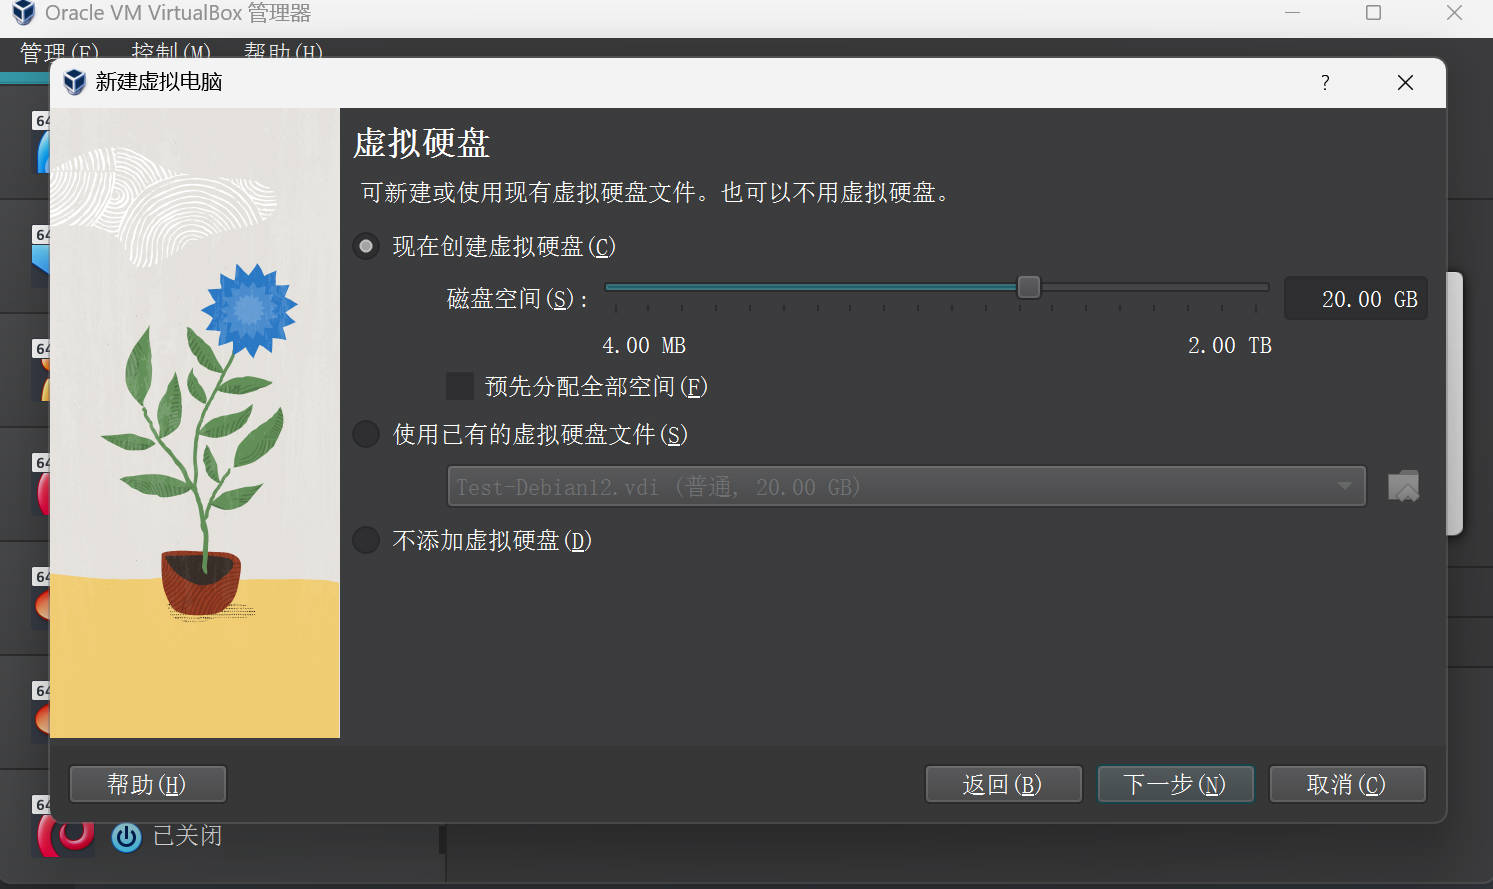 Oracle VM VirtualBox 管理器
管理(F) 控制(M) 帮助(H)
新建虚拟电脑
?
64
虚拟硬盘
可新建或使用现有虚拟硬盘文件。也可以不用虚拟硬盘。
64
现在创建虚拟硬盘(C)
磁盘空间(S): 20.00 GB
4.00 MB 2.00 TB
64
预先分配全部空间(F)
使用已有的虚拟硬盘文件(S)
64
Test-Debian12.vdi (普通, 20.00 GB)
不添加虚拟硬盘(D)
64
64
帮助(H) 返回(B) 下一步(N) 取消(C)
64
已关闭